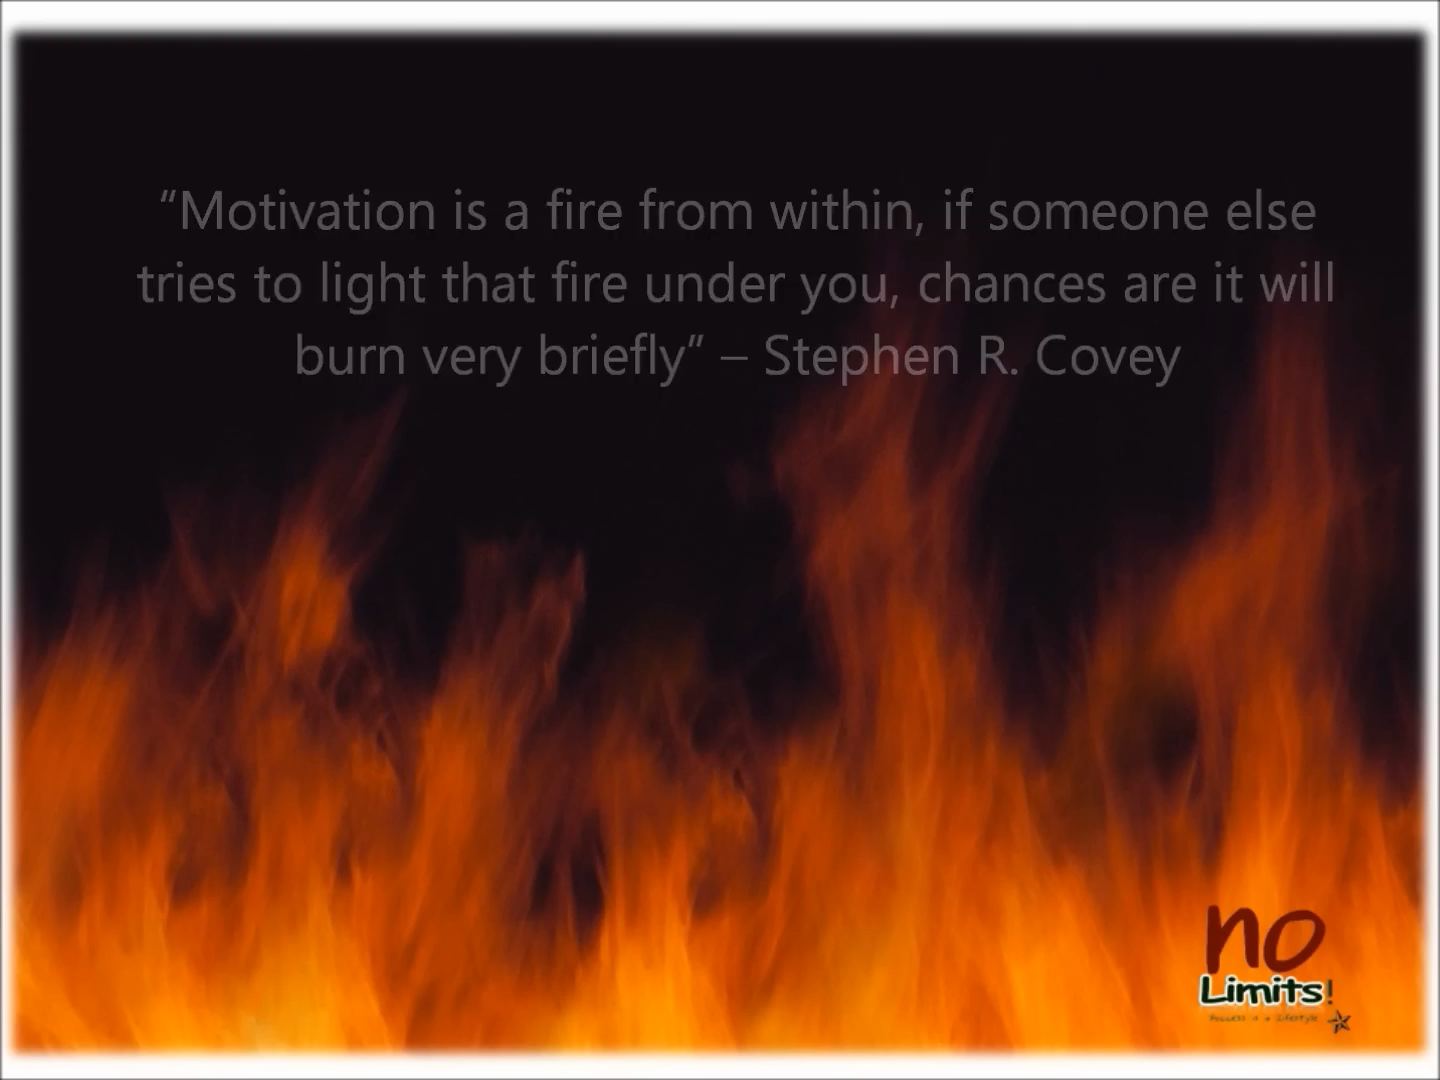 “Motivation is a fire from within, if someone else
tries to light that fire under you, chances are it will
burn very briefly” – Stephen R. Covey
no
Limits!